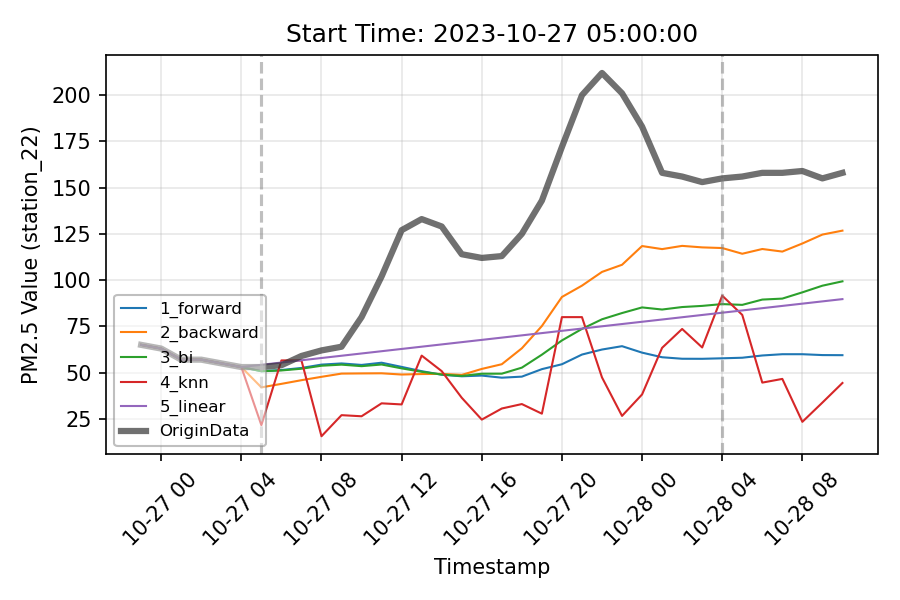 Start Time: 2023-10-27 05:00:00
PM2.5 Value (station_22)
200
175
150
125
100
75
50
25
1_forward
2_backward
3_bi
4_knn
5_linear
OriginData
10-27 00
10-27 04
10-27 08
10-27 12
10-27 16
10-27 20
10-28 00
10-28 04
10-28 08
Timestamp